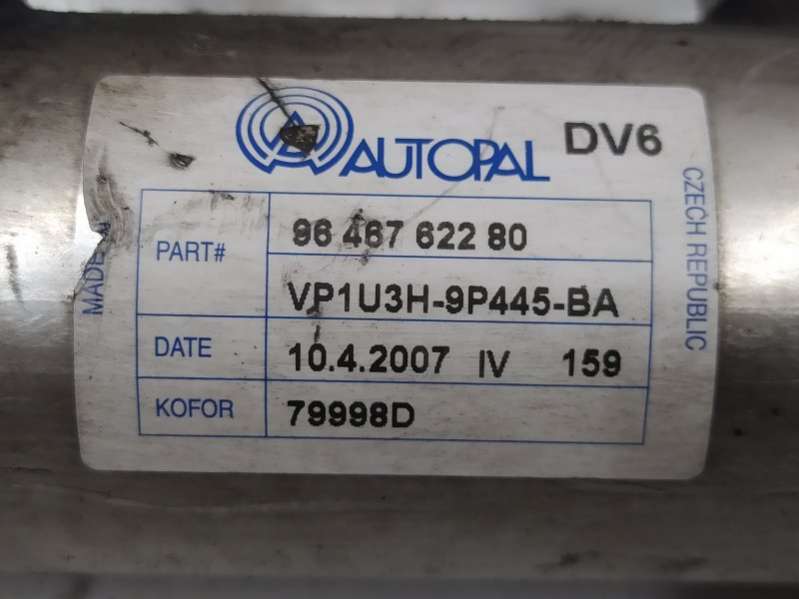 AUTOPAL
DV6
PART# 96 467 622 80
VP1U3H-9P445-BA
DATE 10.4.2007 IV 159
KOFOR 79998D
MADE
CZECH REPUBLIC